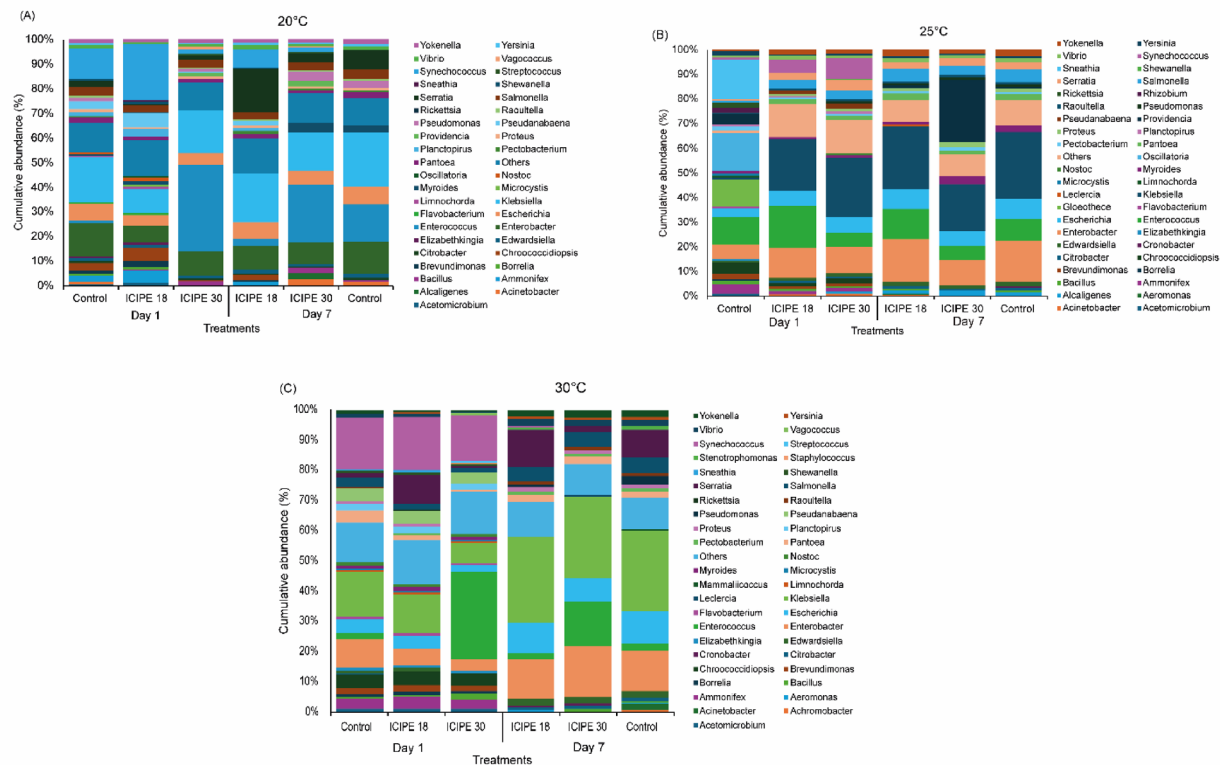 (A)
20°C
100%
90%
80%
70%
60%
50%
40%
30%
20%
10%
0%
Cumulative abundance (%)
Control
ICIPE 18
ICIPE 30
ICIPE 18
ICIPE 30
Control
Day 1
Day 7
Treatments
Yokenella Yersinia
Vibrio Vagococcus
Synechococcus Streptococcus
Sneathia Shewanella
Serratia Salmonella
Rickettsia Raoultella
Pseudomonas Pseudanabaena
Providencia Proteus
Planctopirus Pectobacterium
Pantoea Others
Oscillatoria Nostoc
Myroides Microcystis
Limnochorda Klebsiella
Flavobacterium Escherichia
Enterococcus Enterobacter
Elizabethkingia Edwardsiella
Citrobacter Chroococcidiopsis
Brevundimonas Borrelia
Bacillus Ammonifex
Alcaligenes Acinetobacter
Acetomicrobium
(B)
25°C
100%
90%
80%
70%
60%
50%
40%
30%
20%
10%
0%
Cumulative abundance (%)
Control
ICIPE 18
ICIPE 30
ICIPE 18
ICIPE 30
Control
Day 1
Day 7
Treatments
Yokenella Yersinia
Vibrio Synechococcus
Sneathia Shewanella
Serratia Salmonella
Rickettsia Rhizobium
Raoultella Pseudomonas
Pseudanabaena Providencia
Proteus Planctopirus
Pectobacterium Pantoea
Others Oscillatoria
Nostoc Myroides
Microcystis Limnochorda
Leclercia Klebsiella
Gloeothece Flavobacterium
Escherichia Enterococcus
Enterobacter Elizabethkingia
Edwardsiella Cronobacter
Citrobacter Chroococcidiopsis
Brevundimonas Borrelia
Bacillus Ammonifex
Alcaligenes Aeromonas
Acinetobacter Acetomicrobium
(C)
30°C
100%
90%
80%
70%
60%
50%
40%
30%
20%
10%
0%
Cumulative abundance (%)
Control
ICIPE 18
ICIPE 30
ICIPE 18
ICIPE 30
Control
Day 1
Day 7
Treatments
Yokenella Yersinia
Vibrio Vagococcus
Synechococcus Streptococcus
Stenotrophomonas Staphylococcus
Sneathia Shewanella
Serratia Salmonella
Rickettsia Raoultella
Pseudomonas Pseudanabaena
Proteus Planctopirus
Pectobacterium Pantoea
Others Nostoc
Myroides Microcystis
Mammaliicoccus Limnochorda
Leclercia Klebsiella
Flavobacterium Escherichia
Enterococcus Enterobacter
Elizabethkingia Edwardsiella
Cronobacter Citrobacter
Chroococcidiopsis Brevundimonas
Borrelia Bacillus
Ammonifex Aeromonas
Acinetobacter Achromobacter
Acetomicrobium